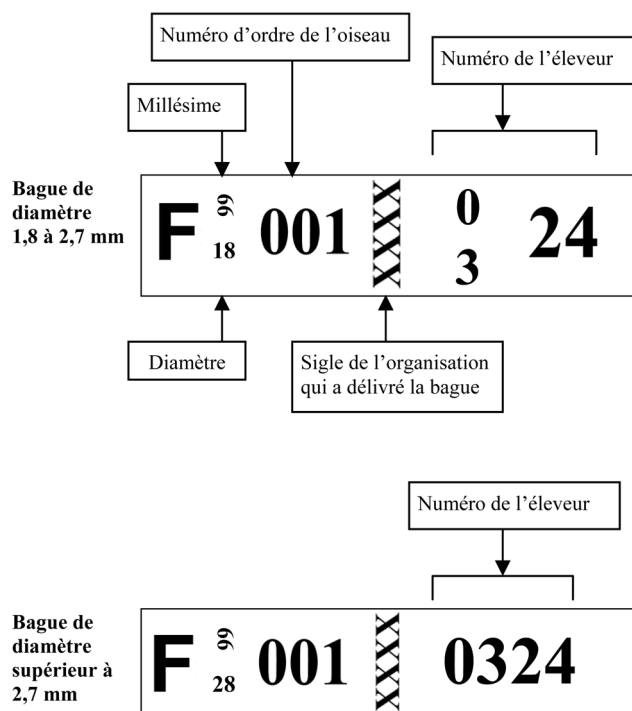 Numéro d’ordre de l’oiseau
Numéro de l’éleveur
Millésime
Bague de
diamètre
1,8 à 2,7 mm
F 99 18 001 XXXX 0 3 24
Diamètre
Sigle de l’organisation
qui a délivré la bague
Numéro de l’éleveur
Bague de
diamètre
supérieur à
2,7 mm
F 99 28 001 XXXX 0324